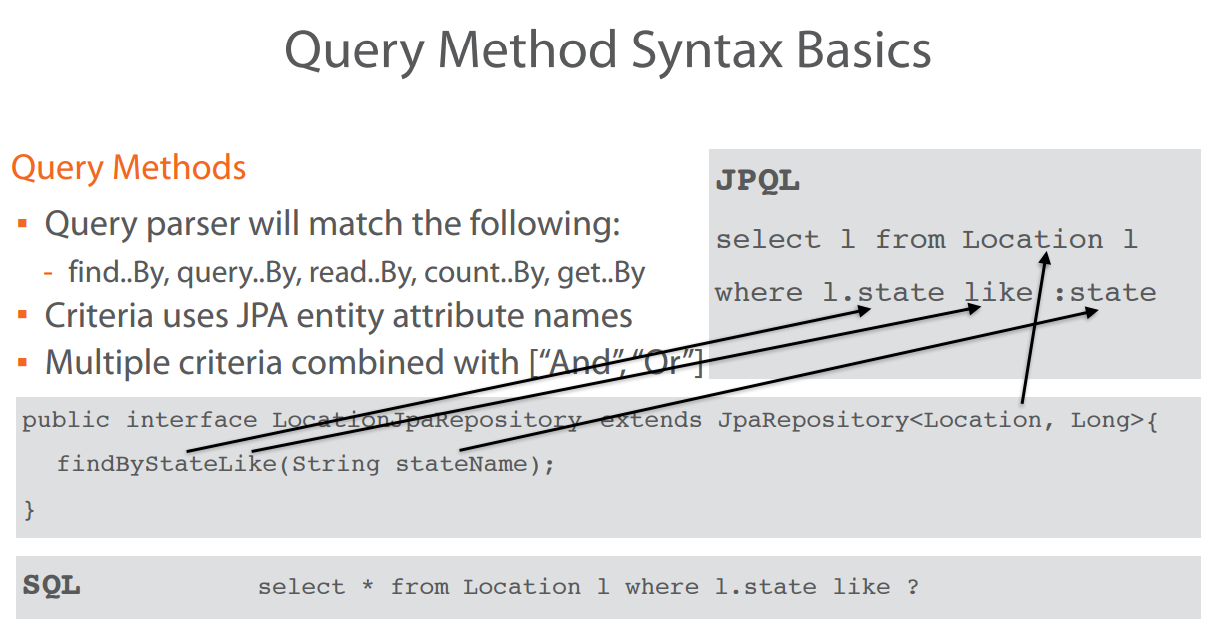 Query Method Syntax Basics
Query Methods
▪ Query parser will match the following:
- find..By, query..By, read..By, count..By, get..By
▪ Criteria uses JPA entity attribute names
▪ Multiple criteria combined with [“And”,“Or”]
JPQL
select l from Location l
where l.state like :state
public interface LocationJpaRepository extends JpaRepository<Location, Long>{
findByStateLike(String stateName);
}
SQL select * from Location l where l.state like ?